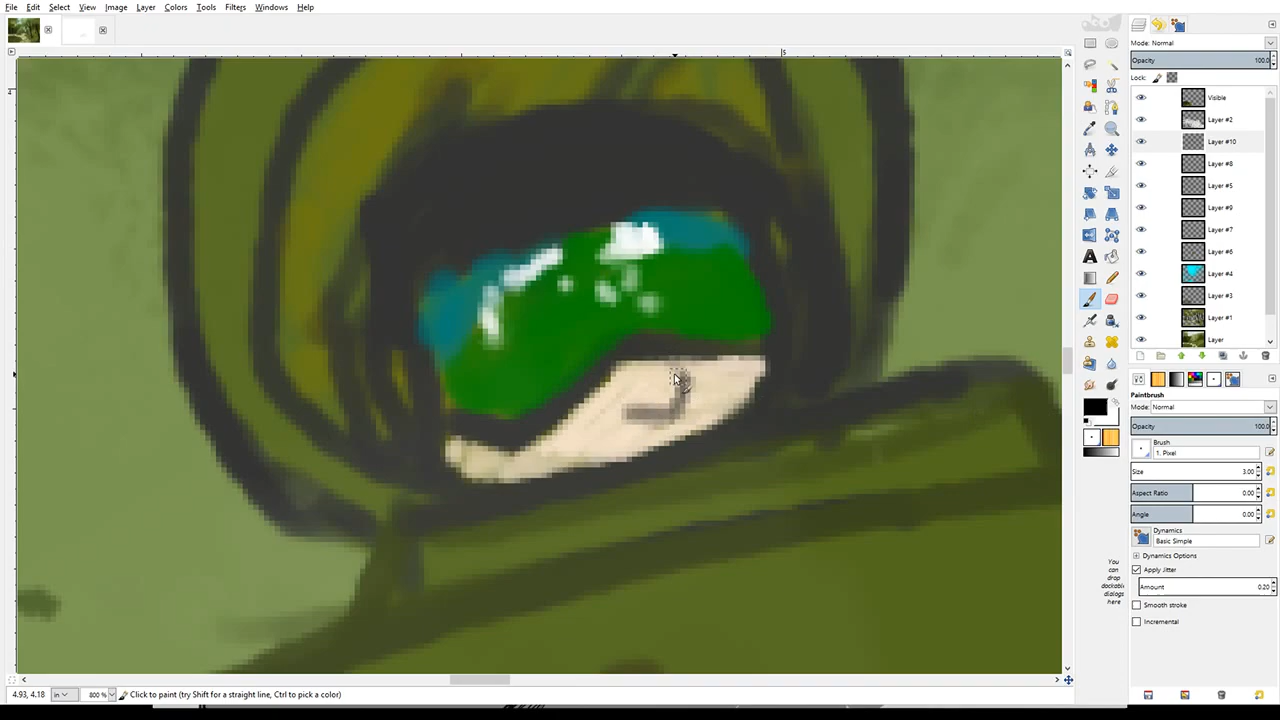 File Edit Select View Image Layer Colors Tools Filters Windows Help
5
4
Mode: Normal
Opacity 100.0
Lock:
Visible
Layer #2
Layer #10
Layer #8
Layer #5
Layer #9
Layer #7
Layer #6
Layer #4
Layer #3
Layer #1
Layer
Paintbrush
Mode: Normal
Opacity 100.0
Brush
1. Pixel
Size 3.00
Aspect Ratio 0.00
Angle 0.00
Dynamics
Basic Simple
Dynamics Options
Apply Jitter
Amount 0.20
Smooth stroke
Incremental
You
can
drop
dockable
dialogs
here
4.93, 4.18 in 800 % Click to paint (try Shift for a straight line, Ctrl to pick a color)